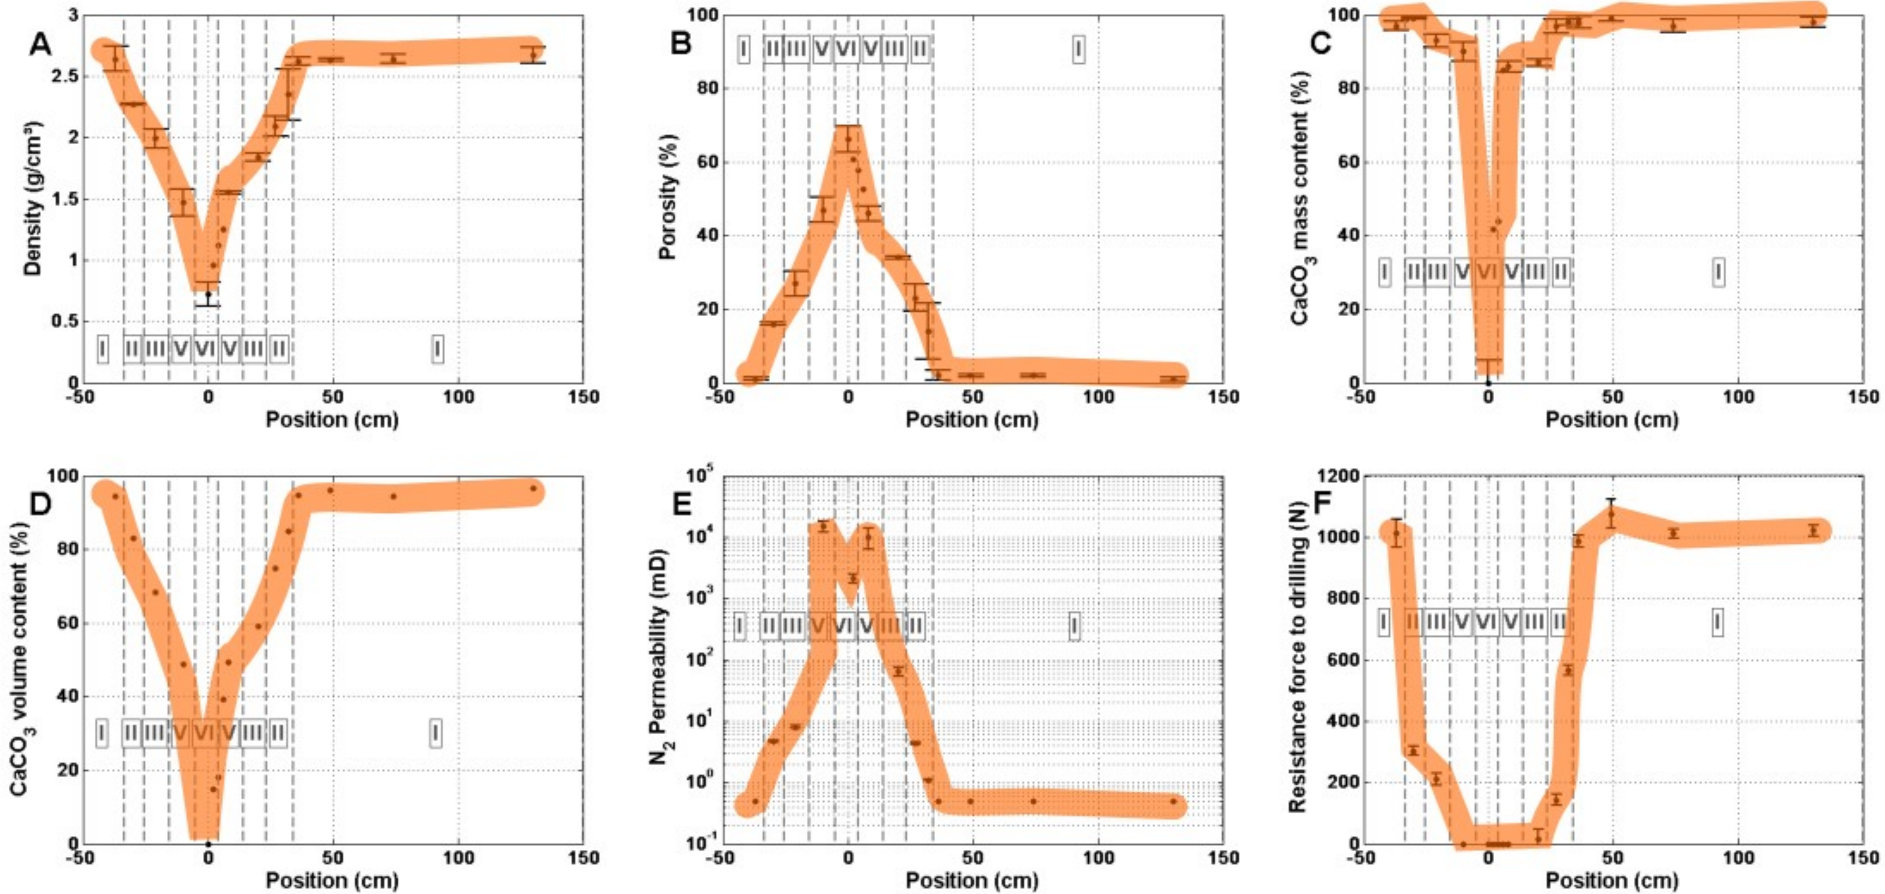 A
Density (g/cm³)
3
2.5
2
1.5
1
0.5
0
I II III V VI V III II I
-50 0 50 100 150
Position (cm)
B
Porosity (%)
100
80
60
40
20
0
I II III V VI V III II I
-50 0 50 100 150
Position (cm)
C
CaCO₃ mass content (%)
100
80
60
40
20
0
I II III V VI V III II I
-50 0 50 100 150
Position (cm)
D
CaCO₃ volume content (%)
100
80
60
40
20
0
I II III V VI V III II I
-50 0 50 100 150
Position (cm)
E
N₂ Permeability (mD)
10⁵
10⁴
10³
10²
10¹
10⁰
10⁻¹
I II III V VI V III II I
-50 0 50 100 150
Position (cm)
F
Resistance force to drilling (N)
1200
1000
800
600
400
200
0
I II III V VI V III II I
-50 0 50 100 150
Position (cm)